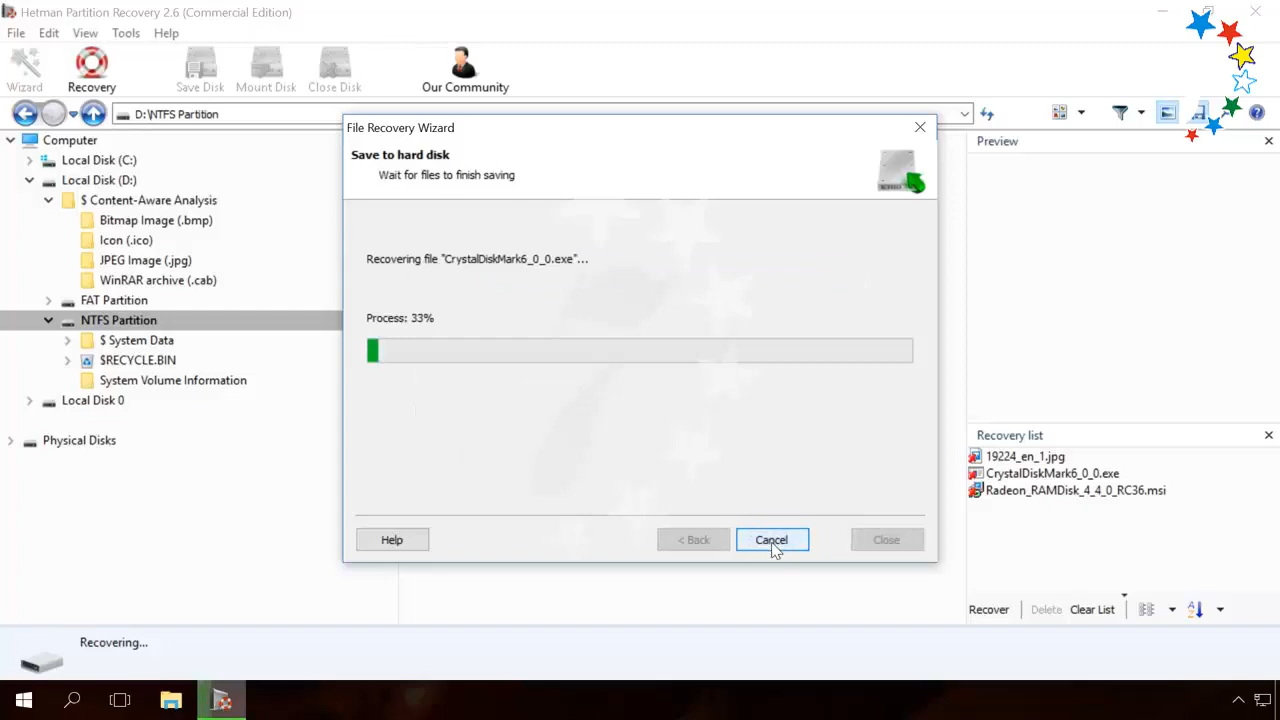 Hetman Partition Recovery 2.6 (Commercial Edition)
File Edit View Tools Help
Wizard Recovery Save Disk Mount Disk Close Disk Our Community
D:\NTFS Partition
Computer
Local Disk (C:)
Local Disk (D:)
$ Content-Aware Analysis
Bitmap Image (.bmp)
Icon (.ico)
JPEG Image (.jpg)
WinRAR archive (.cab)
FAT Partition
NTFS Partition
$ System Data
$RECYCLE.BIN
System Volume Information
Local Disk 0
Physical Disks
File Recovery Wizard
Save to hard disk
Wait for files to finish saving
Recovering file "CrystalDiskMark6_0_0.exe"...
Process: 33%
Help < Back Cancel Close
Preview
Recovery list
19224_en_1.jpg
CrystalDiskMark6_0_0.exe
Radeon_RAMDisk_4_4_0_RC36.msi
Recover Delete Clear List
Recovering...